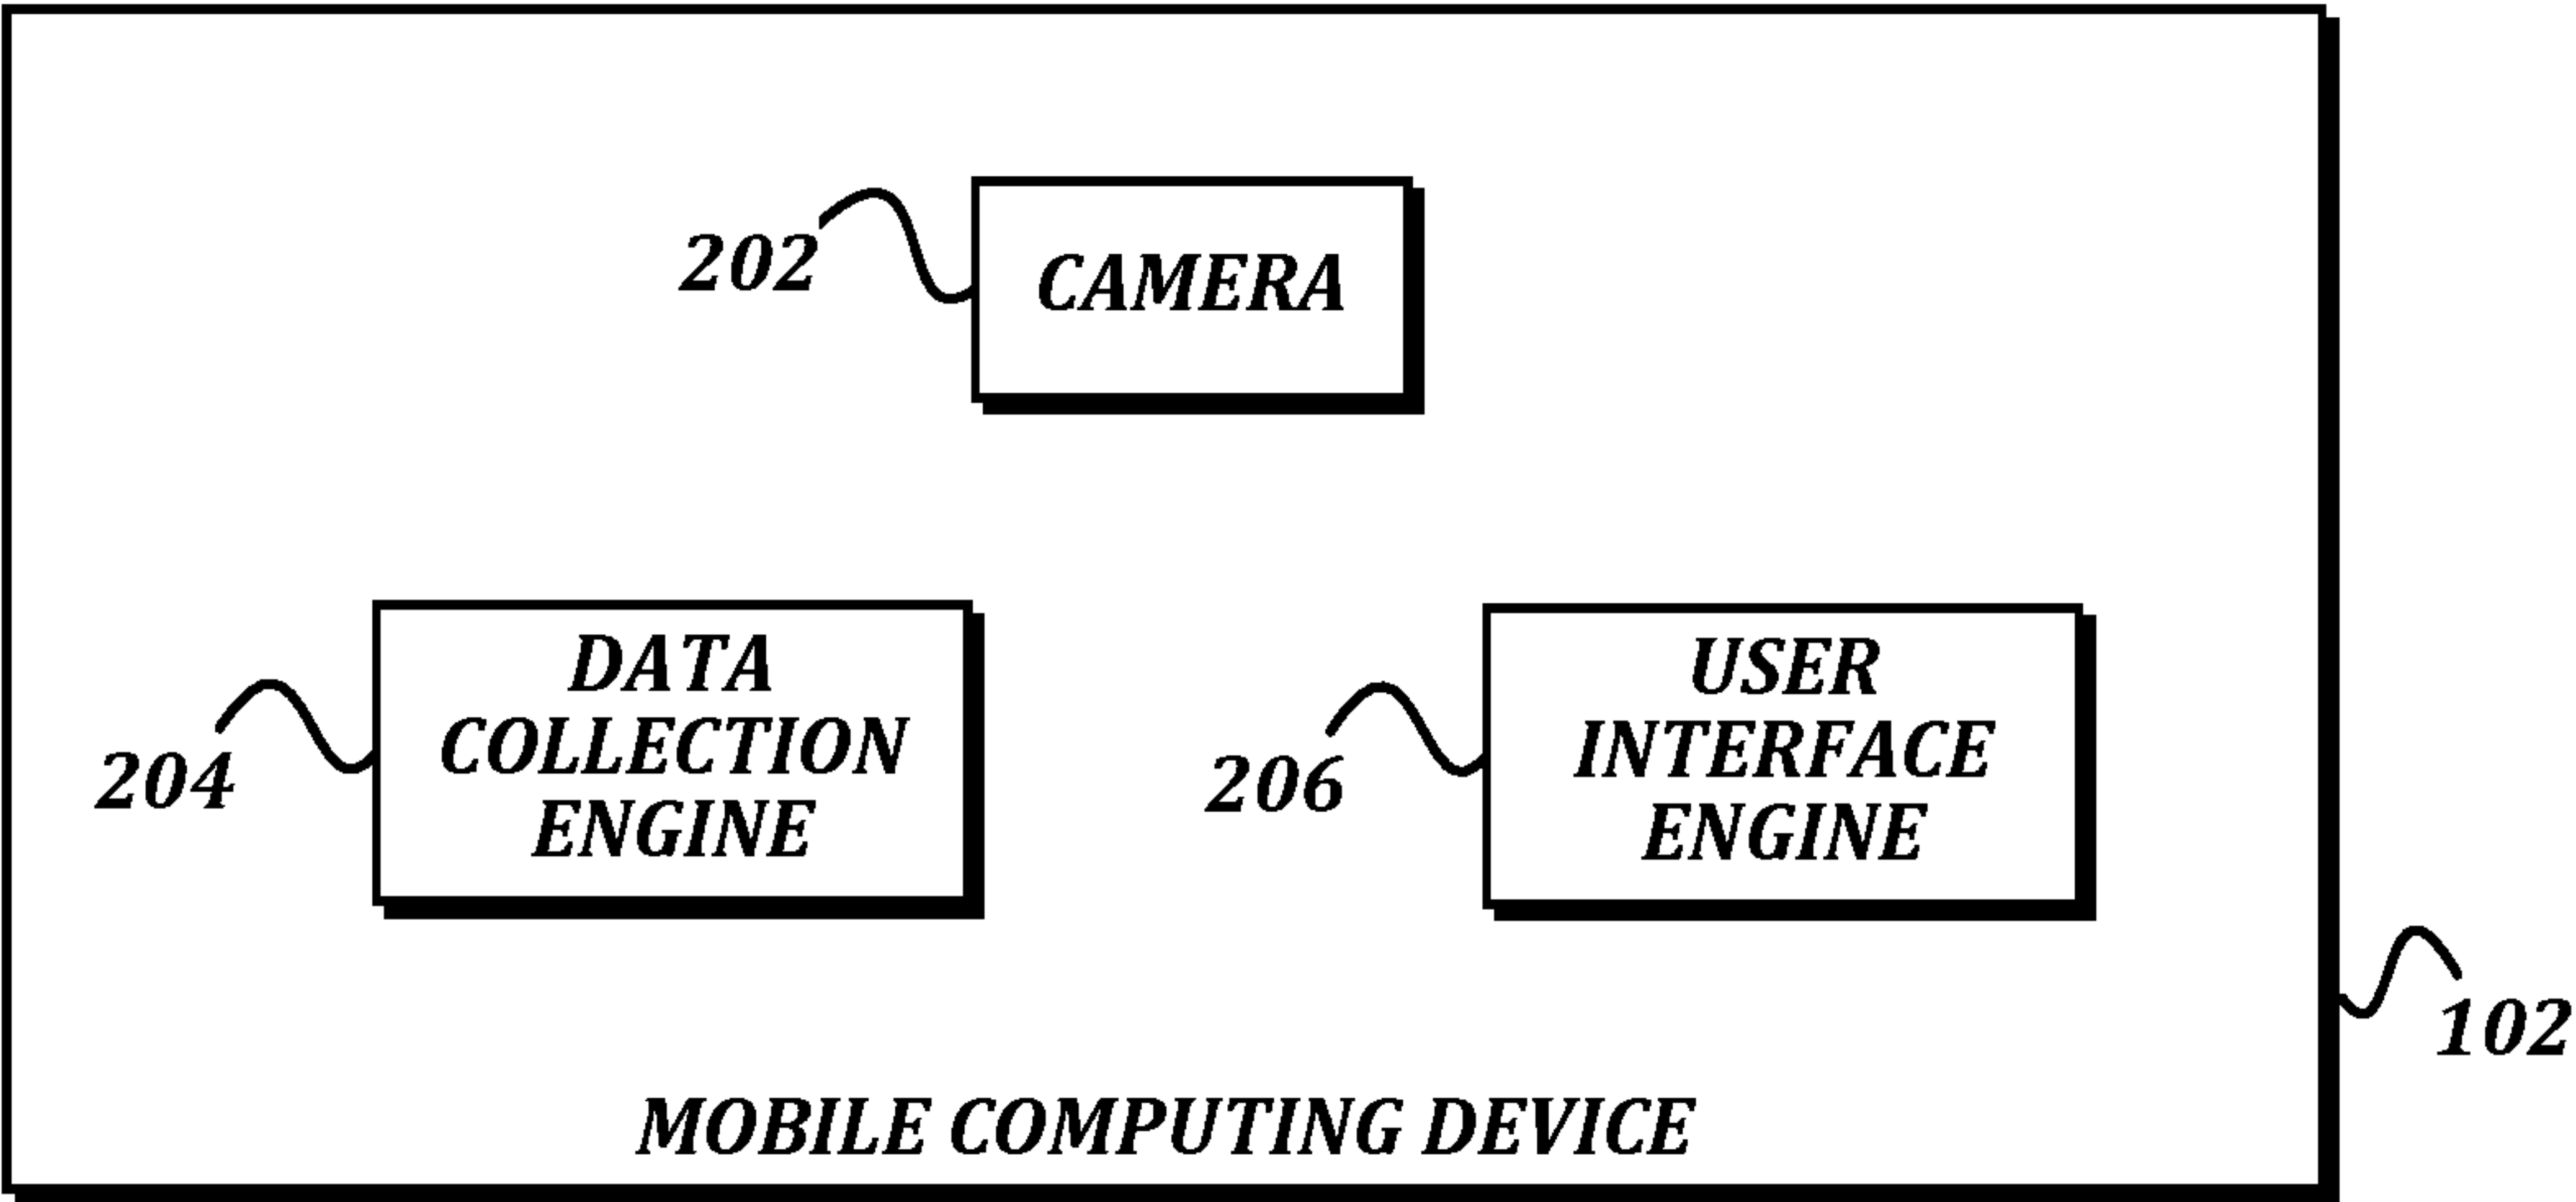 202
CAMERA
DATA
COLLECTION
ENGINE
204
USER
INTERFACE
ENGINE
206
102
MOBILE COMPUTING DEVICE